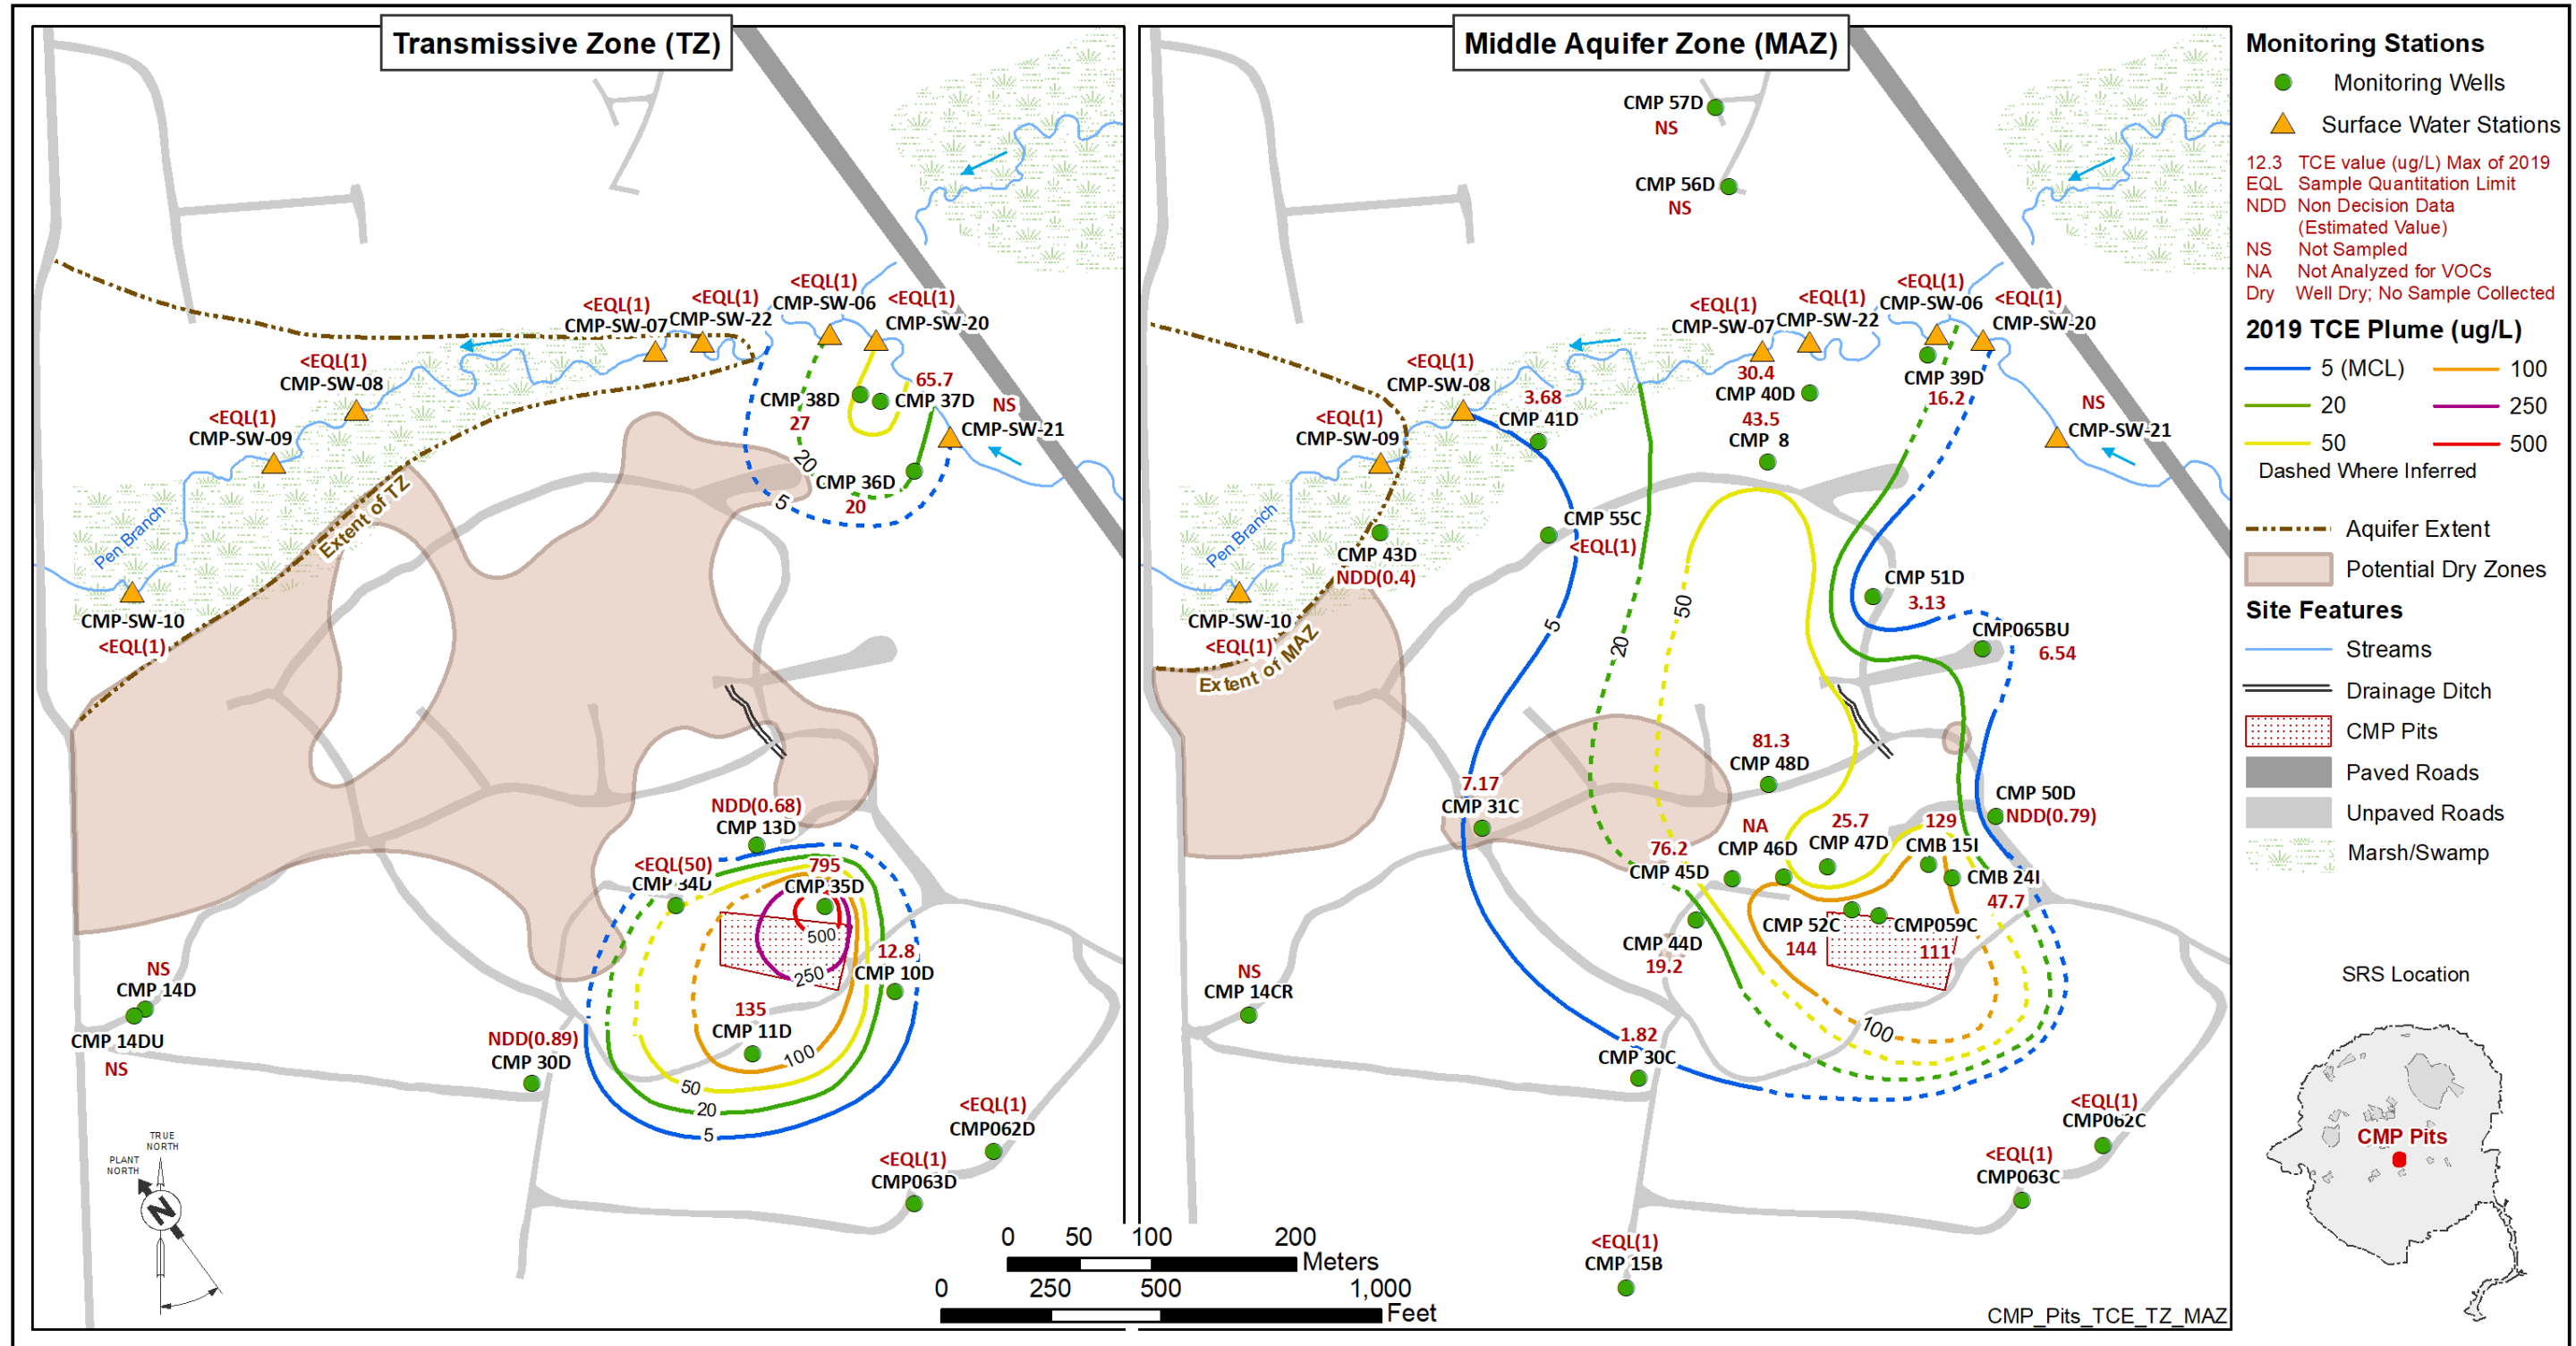 Transmissive Zone (TZ)
<EQL(1)
CMP-SW-06
<EQL(1)
CMP-SW-22
<EQL(1)
CMP-SW-07
<EQL(1)
CMP-SW-20
<EQL(1)
CMP-SW-08
<EQL(1)
CMP-SW-09
65.7
CMP 37D
CMP 38D
27
NS
CMP-SW-21
20
CMP 36D
20
5
Extent of TZ
Pen Branch
CMP-SW-10
<EQL(1)
NDD(0.68)
CMP 13D
<EQL(50)
CMP 34D
795
CMP 35D
500
250
12.8
CMP 10D
135
CMP 11D
100
50
20
5
NS
CMP 14D
CMP 14DU
NS
NDD(0.89)
CMP 30D
<EQL(1)
CMP062D
<EQL(1)
CMP063D
TRUE
NORTH
PLANT
NORTH
N
0 50 100 200
Meters
0 250 500 1,000
Feet
Middle Aquifer Zone (MAZ)
CMP 57D
NS
CMP 56D
NS
<EQL(1)
CMP-SW-06
<EQL(1)
CMP-SW-22
<EQL(1)
CMP-SW-07
<EQL(1)
CMP-SW-20
<EQL(1)
CMP-SW-08
<EQL(1)
CMP-SW-09
30.4
CMP 40D
43.5
CMP 8
3.68
CMP 41D
CMP 39D
16.2
NS
CMP-SW-21
CMP 55C
<EQL(1)
CMP 43D
NDD(0.4)
Pen Branch
CMP-SW-10
<EQL(1)
Extent of MAZ
5
20
50
CMP 51D
3.13
CMP065BU
6.54
81.3
CMP 48D
7.17
CMP 31C
CMP 50D
NDD(0.79)
NA
CMP 46D
25.7
CMP 47D
129
CMB 15I
76.2
CMP 45D
CMB 24I
47.7
CMP 52C
144
CMP059C
111
CMP 44D
19.2
100
NS
CMP 14CR
1.82
CMP 30C
<EQL(1)
CMP062C
<EQL(1)
CMP063C
<EQL(1)
CMP 15B
CMP_Pits_TCE_TZ_MAZ
Monitoring Stations
Monitoring Wells
Surface Water Stations
12.3 TCE value (ug/L) Max of 2019
EQL Sample Quantitation Limit
NDD Non Decision Data
(Estimated Value)
NS Not Sampled
NA Not Analyzed for VOCs
Dry Well Dry; No Sample Collected
2019 TCE Plume (ug/L)
5 (MCL) 100
20 250
50 500
Dashed Where Inferred
Aquifer Extent
Potential Dry Zones
Site Features
Streams
Drainage Ditch
CMP Pits
Paved Roads
Unpaved Roads
Marsh/Swamp
SRS Location
CMP Pits